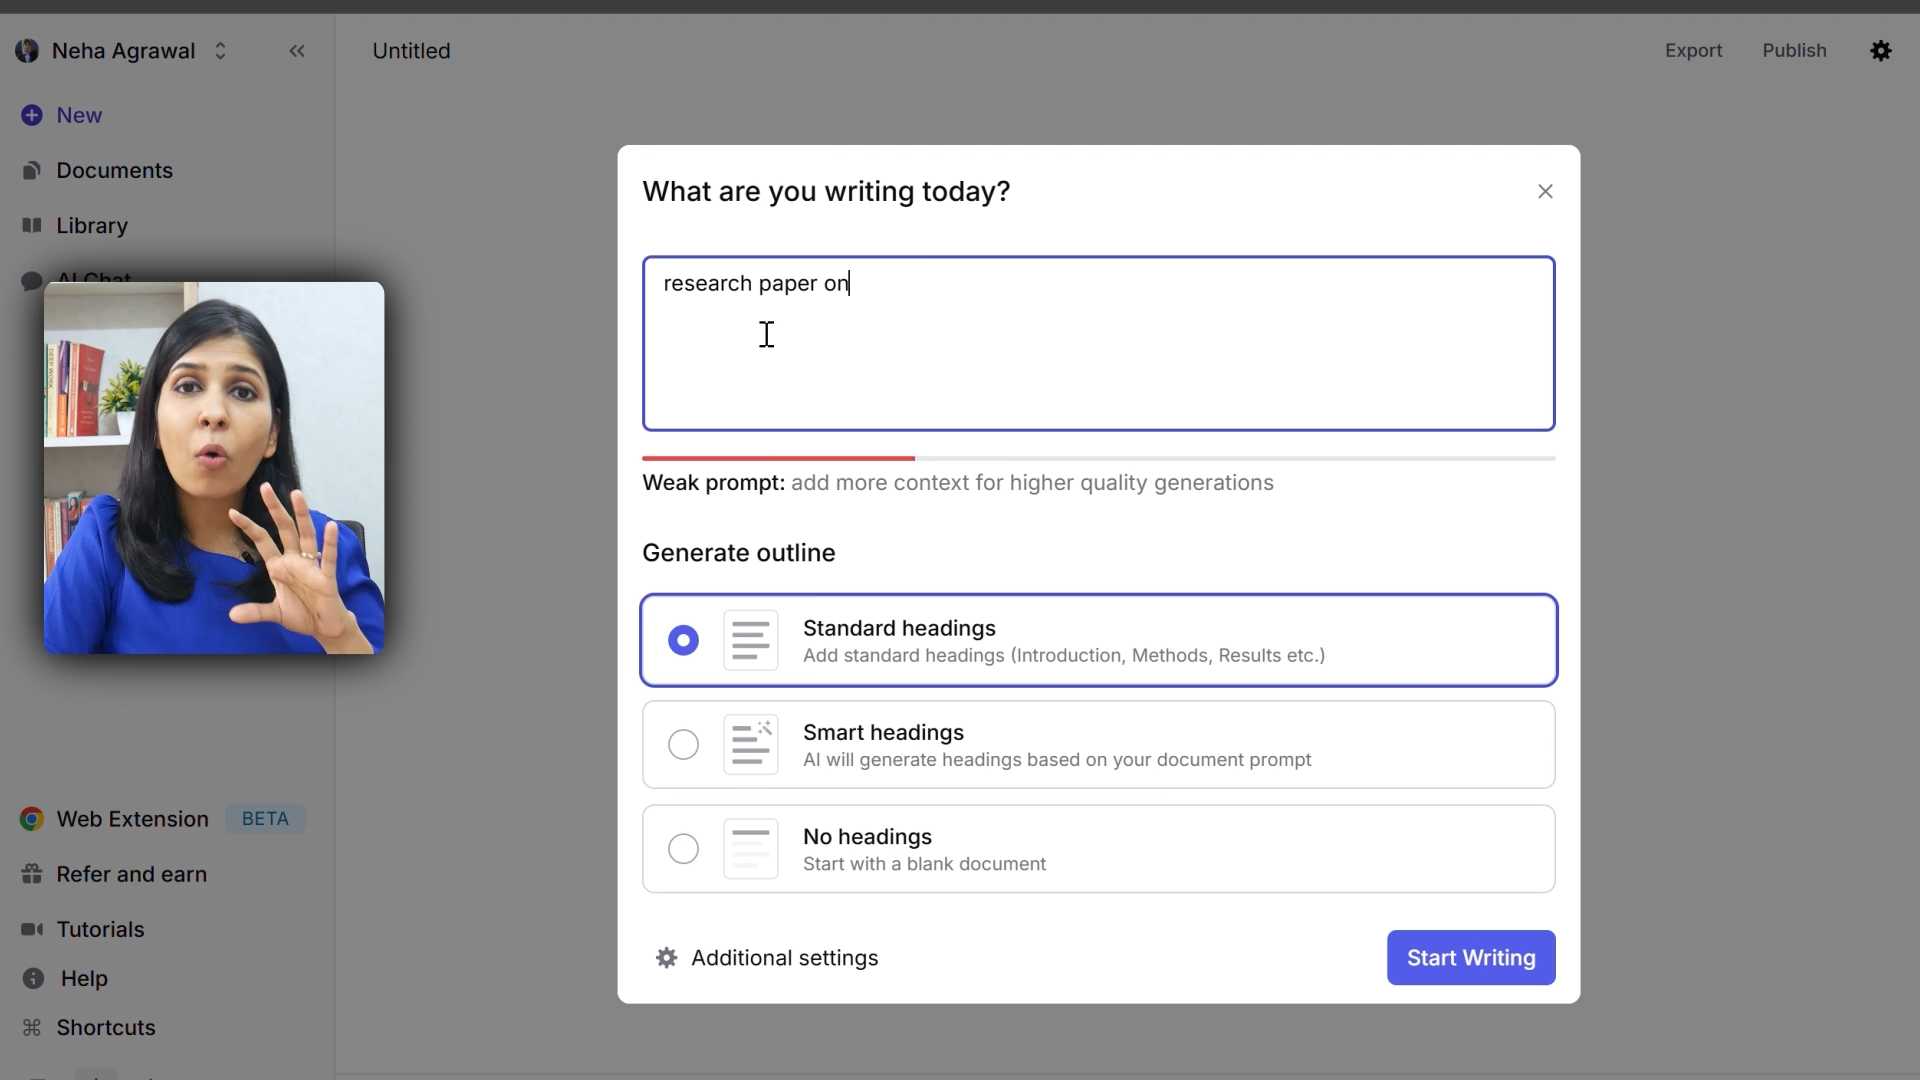 Neha Agrawal
Untitled
Export
Publish
New
Documents
Library
AI Chat
What are you writing today?
research paper on
Weak prompt: add more context for higher quality generations
Generate outline
Standard headings
Add standard headings (Introduction, Methods, Results etc.)
Smart headings
AI will generate headings based on your document prompt
No headings
Start with a blank document
Additional settings
Start Writing
Web Extension BETA
Refer and earn
Tutorials
Help
Shortcuts